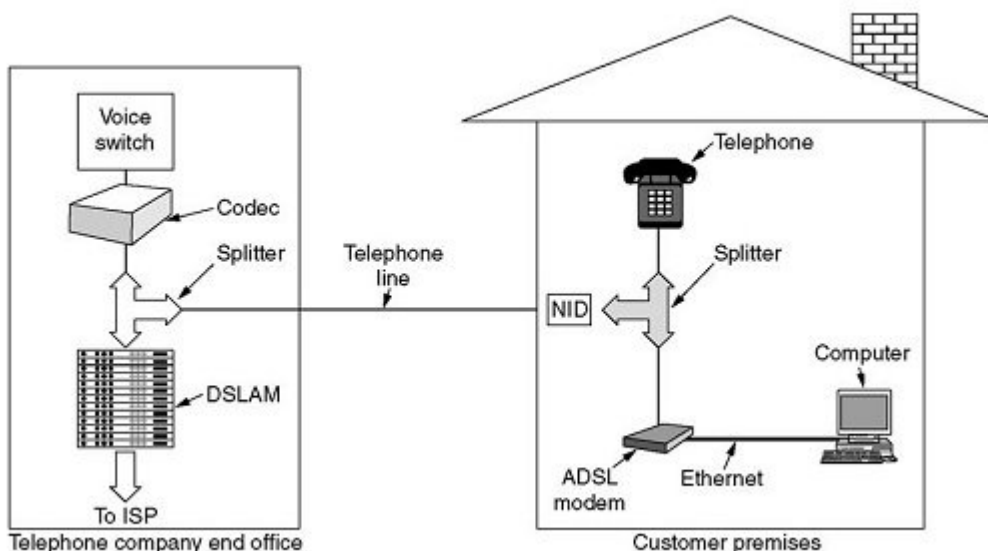 Voice
switch
Codec
Splitter
DSLAM
To ISP
Telephone company end office
Telephone
line
Telephone
NID
Splitter
Computer
ADSL
modem
Ethernet
Customer premises